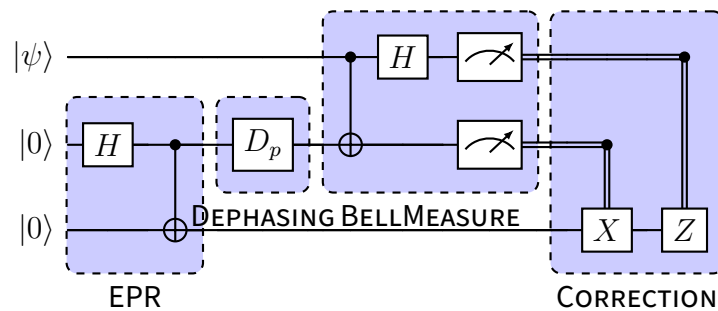 |ψ⟩ H
|0⟩ H D_p
DEPHASING BELLMEASURE
|0⟩ X Z
EPR CORRECTION